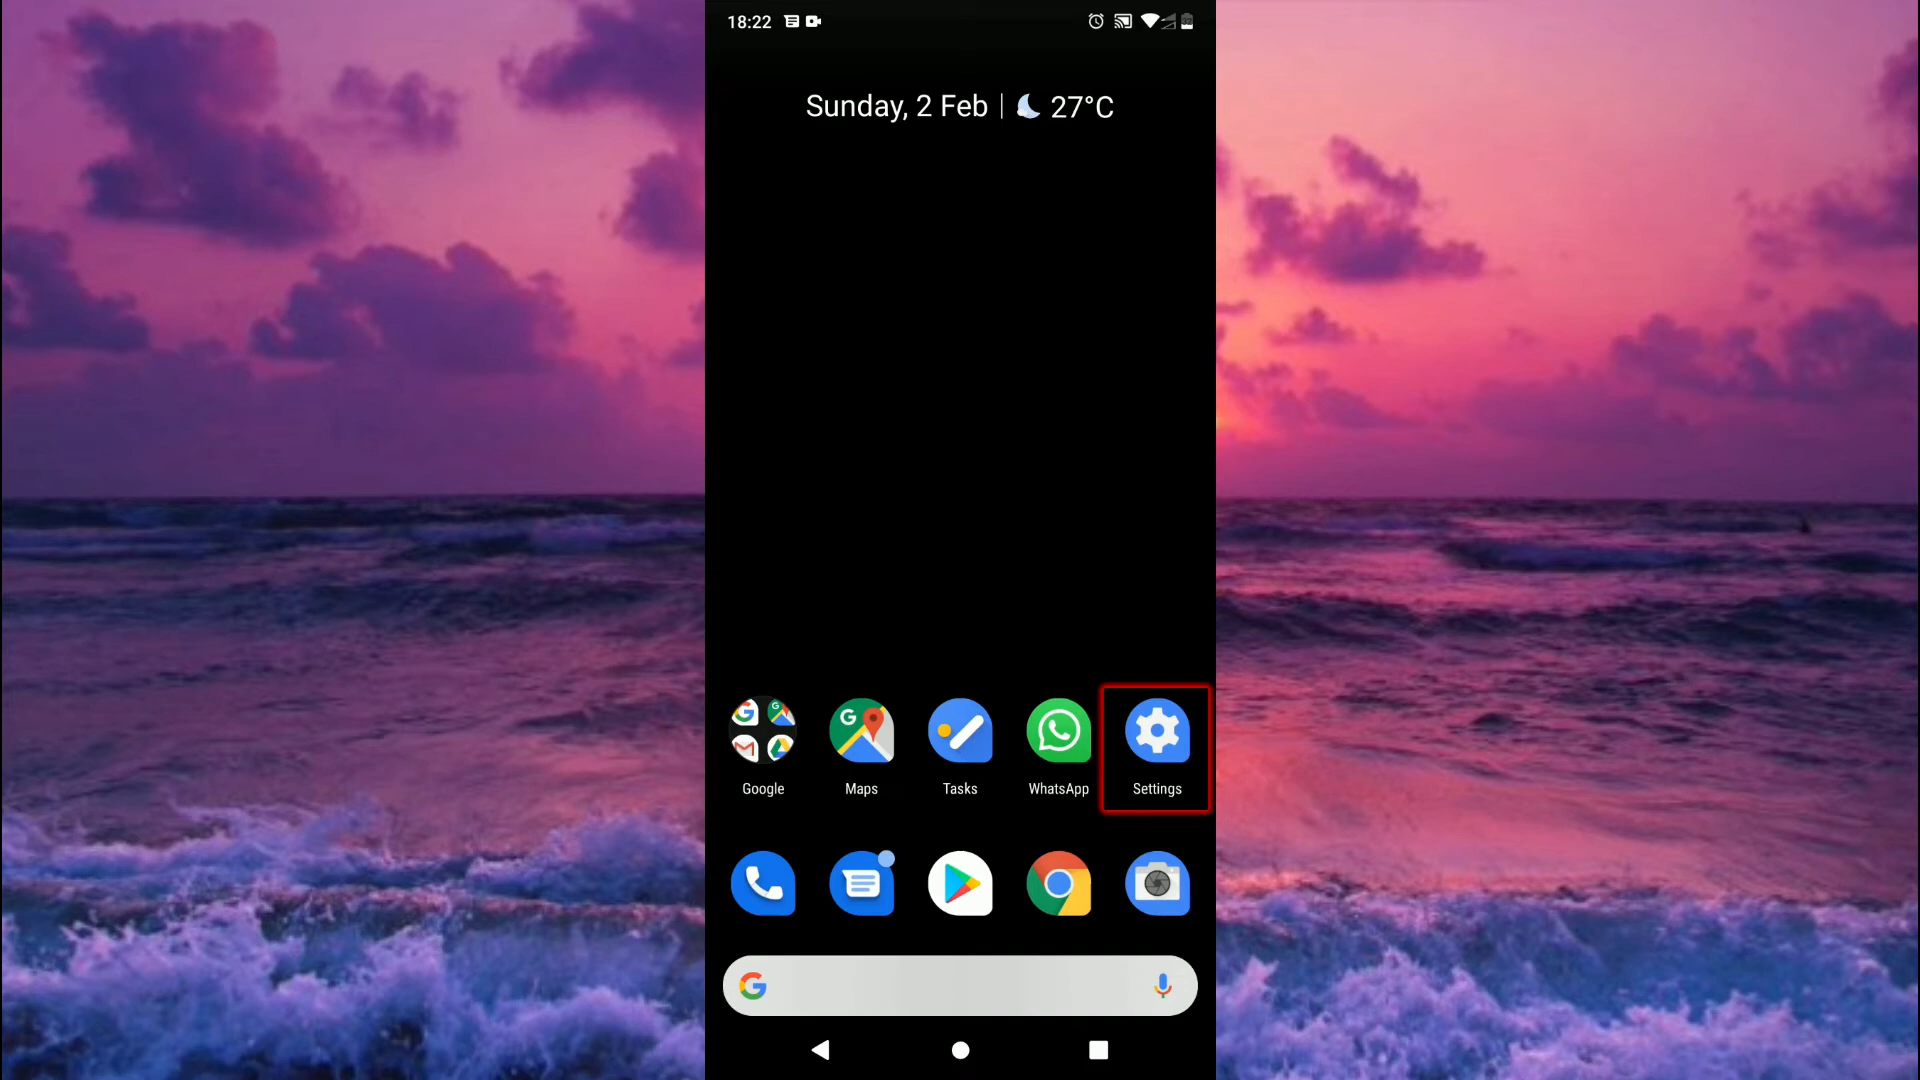 18:22
Sunday, 2 Feb | 27°C
Google
Maps
Tasks
WhatsApp
Settings